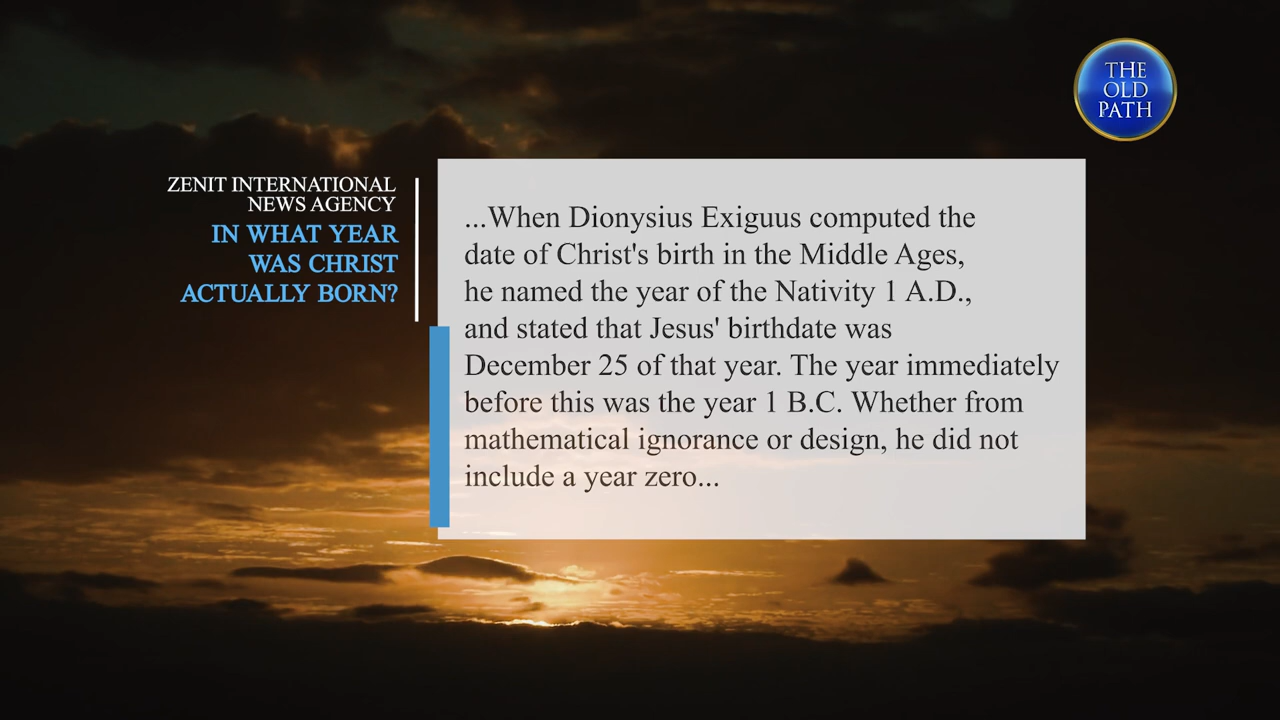 THE
OLD
PATH
ZENIT INTERNATIONAL
NEWS AGENCY
IN WHAT YEAR
WAS CHRIST
ACTUALLY BORN?
...When Dionysius Exiguus computed the
date of Christ's birth in the Middle Ages,
he named the year of the Nativity 1 A.D.,
and stated that Jesus' birthdate was
December 25 of that year. The year immediately
before this was the year 1 B.C. Whether from
mathematical ignorance or design, he did not
include a year zero...